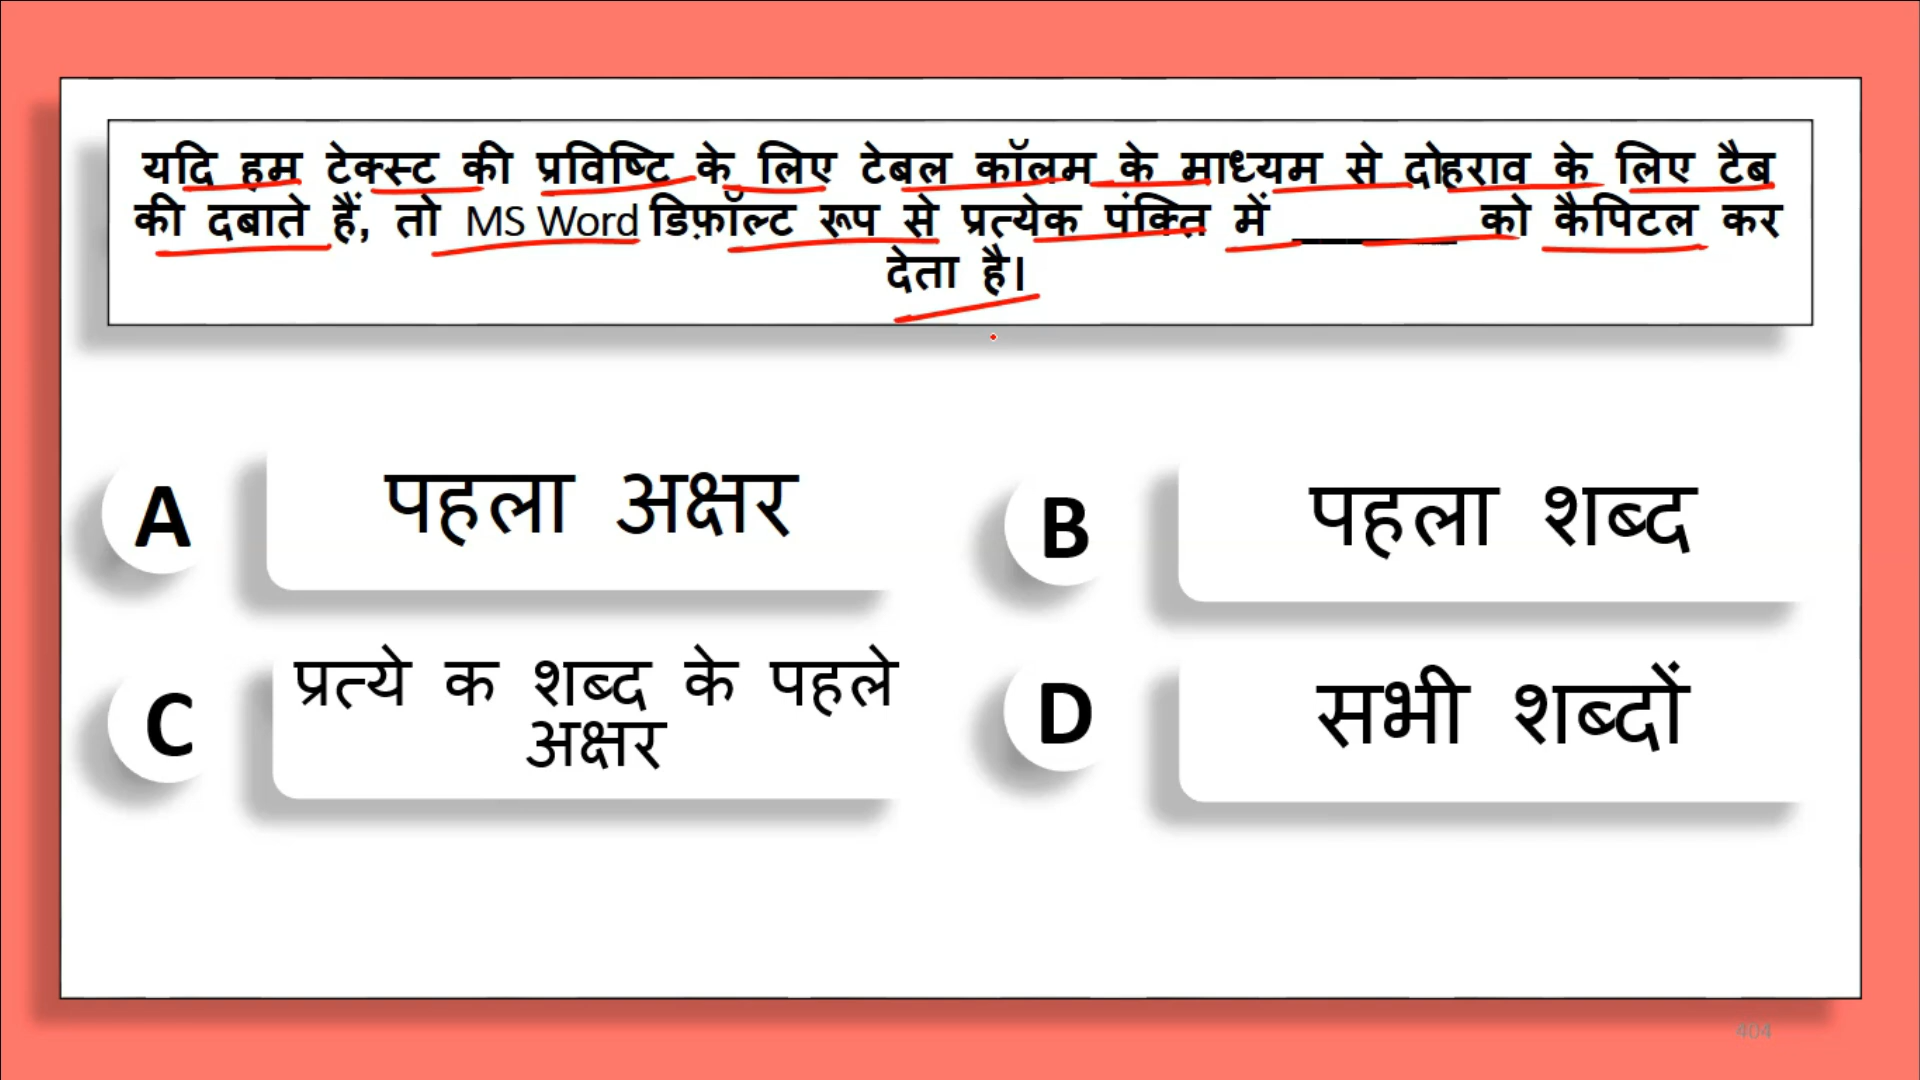 यदि हम टेक्स्ट की प्रविष्टि के लिए टेबल कॉलम के माध्यम से दोहराव के लिए टैब
की दबाते हैं, तो MS Word डिफ़ॉल्ट रूप से प्रत्येक पंक्ति में ________ को कैपिटल कर
देता है।
A पहला अक्षर
B पहला शब्द
C प्रत्ये क शब्द के पहले
अक्षर
D सभी शब्दों
404